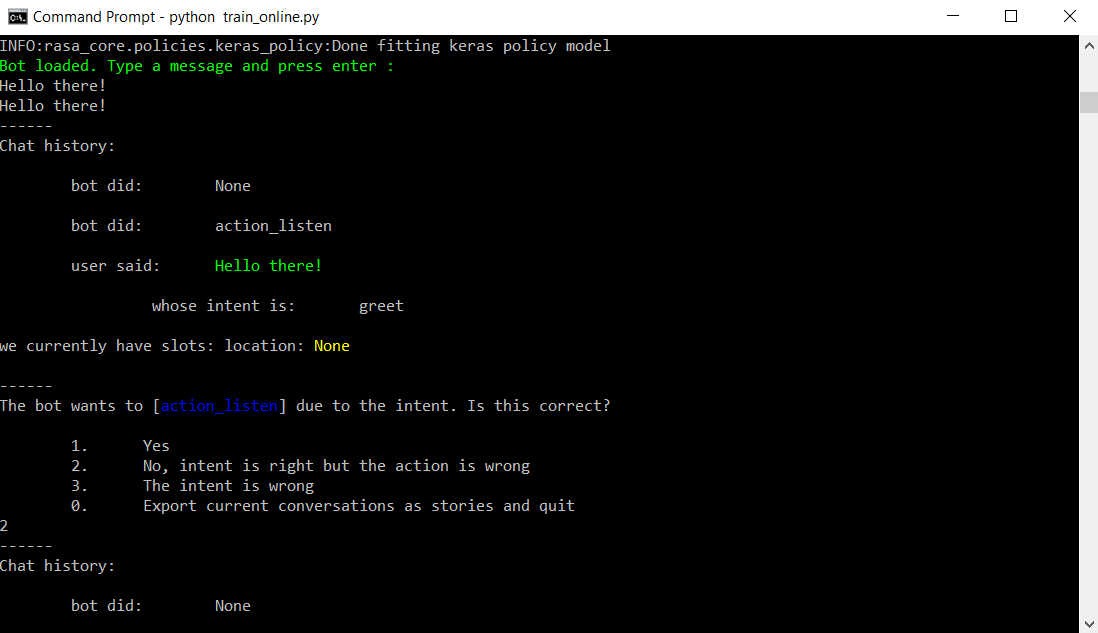 Command Prompt - python  train_online.py
INFO:rasa_core.policies.keras_policy:Done fitting keras policy model
Bot loaded. Type a message and press enter :
Hello there!
Hello there!
------
Chat history:
bot did:        None
bot did:        action_listen
user said:      Hello there!
whose intent is:       greet
we currently have slots: location: None
------
The bot wants to [action_listen] due to the intent. Is this correct?
1.      Yes
2.      No, intent is right but the action is wrong
3.      The intent is wrong
0.      Export current conversations as stories and quit
2
------
Chat history:
bot did:        None